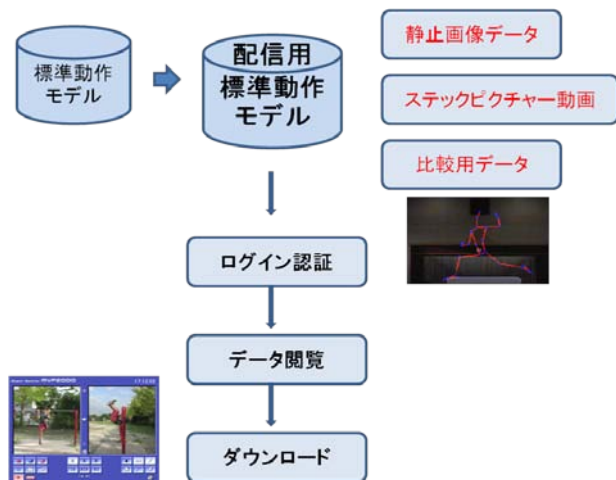 標準動作
モデル
配信用
標準動作
モデル
静止画像データ
ステックピクチャー動画
比較用データ
ログイン認証
データ閲覧
ダウンロード